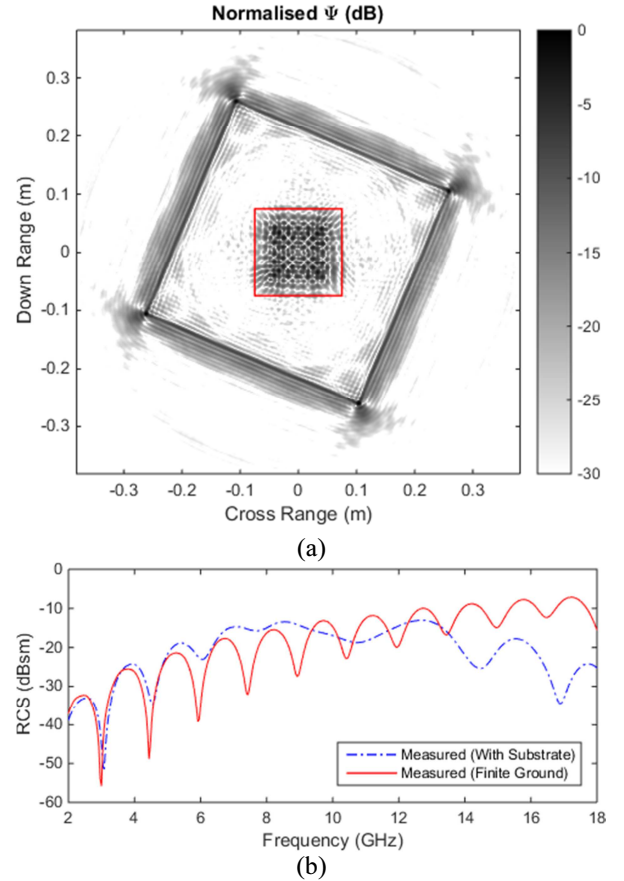 Normalised Ψ (dB)
0.3
0.2
0.1
0
-0.1
-0.2
-0.3
Down Range (m)
-0.3 -0.2 -0.1 0 0.1 0.2 0.3
Cross Range (m)
0
-5
-10
-15
-20
-25
-30
(a)
0
-10
-20
-30
-40
-50
-60
RCS (dBsm)
Measured (With Substrate)
Measured (Finite Ground)
2 4 6 8 10 12 14 16 18
Frequency (GHz)
(b)